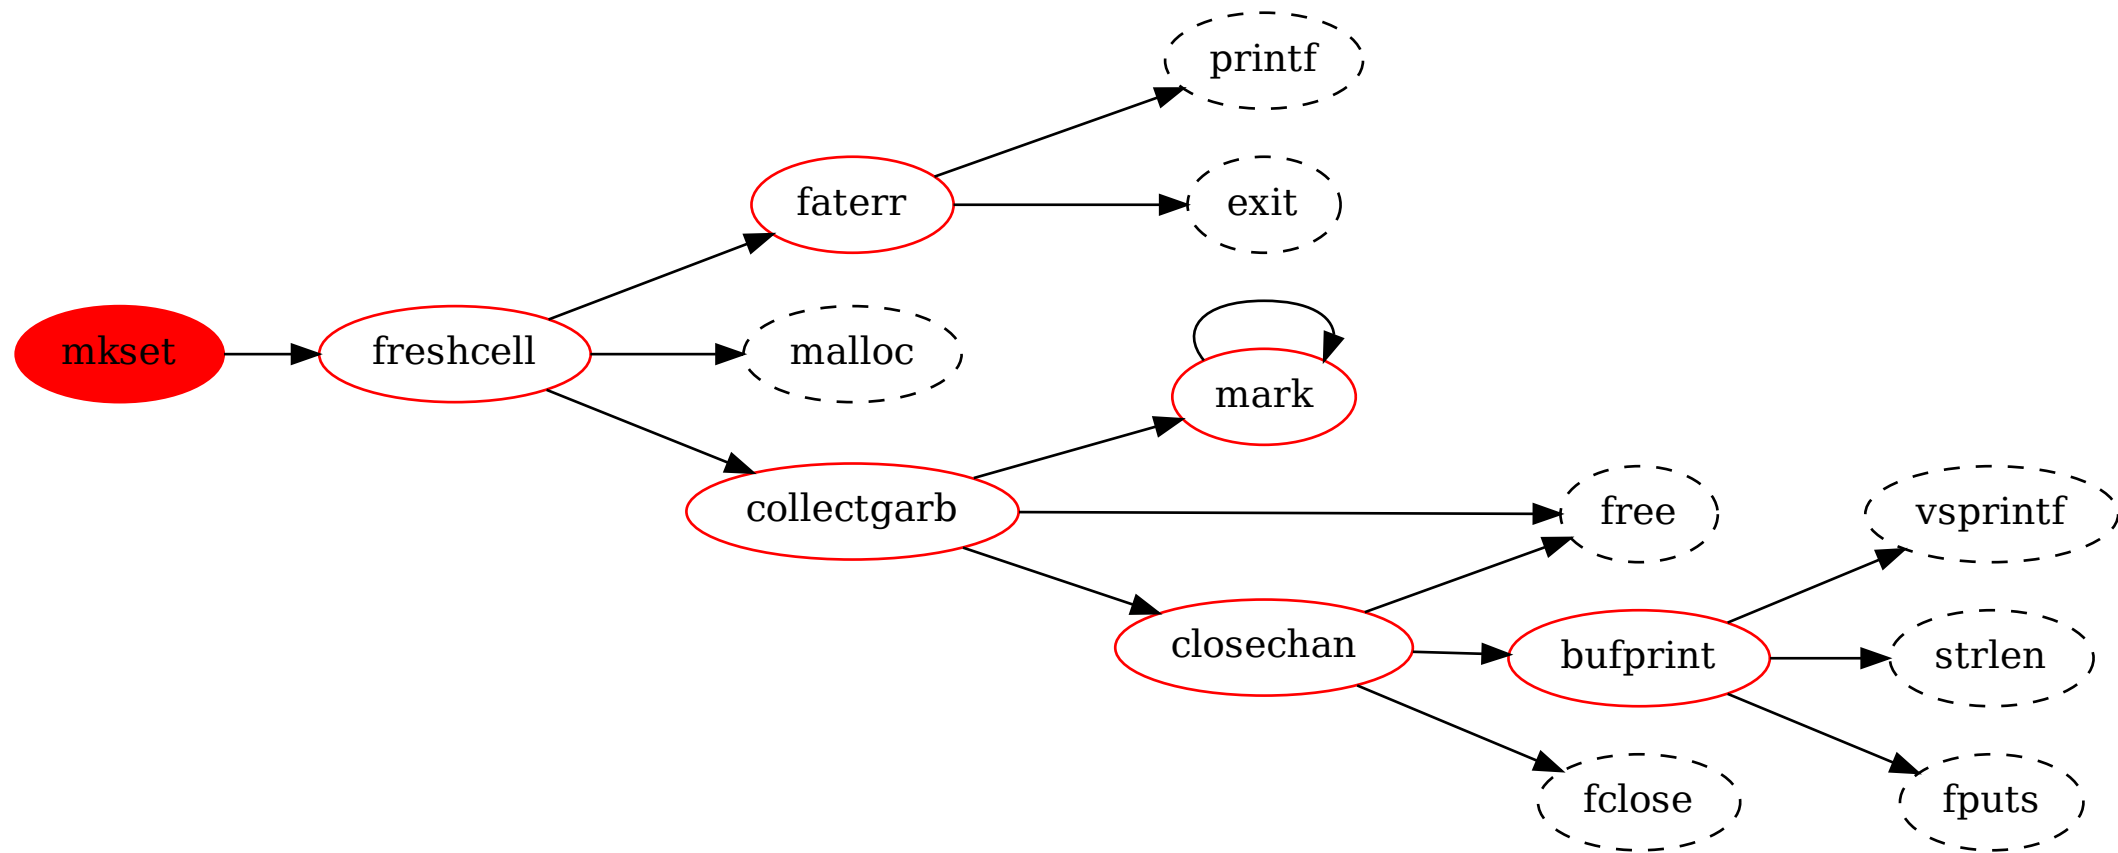 printf
faterr
exit
mkset
freshcell
malloc
mark
collectgarb
free
vsprintf
closechan
bufprint
strlen
fclose
fputs